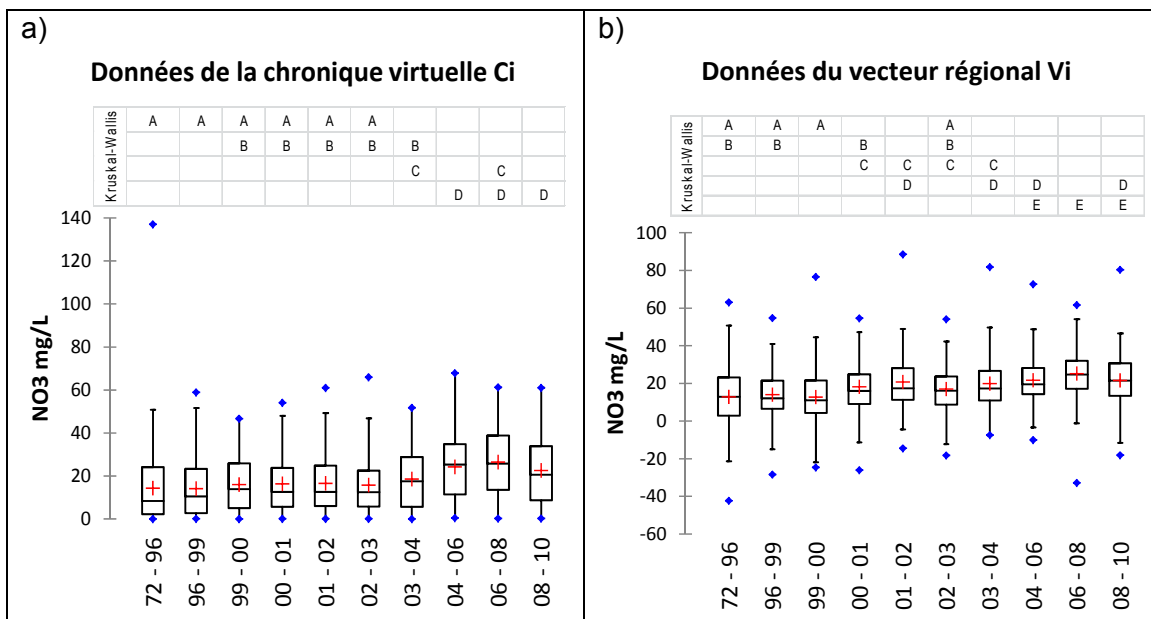 a)
Données de la chronique virtuelle Ci
Kruskal-Wallis
A A A A A A
B B B B B
C C
D D D
NO3 mg/L
140
120
100
80
60
40
20
0
72 - 96
96 - 99
99 - 00
00 - 01
01 - 02
02 - 03
03 - 04
04 - 06
06 - 08
08 - 10
b)
Données du vecteur régional Vi
Kruskal-Wallis
A A A A
B B B B
C C C C
D D D D
E E E
NO3 mg/L
100
80
60
40
20
0
-20
-40
-60
72 - 96
96 - 99
99 - 00
00 - 01
01 - 02
02 - 03
03 - 04
04 - 06
06 - 08
08 - 10